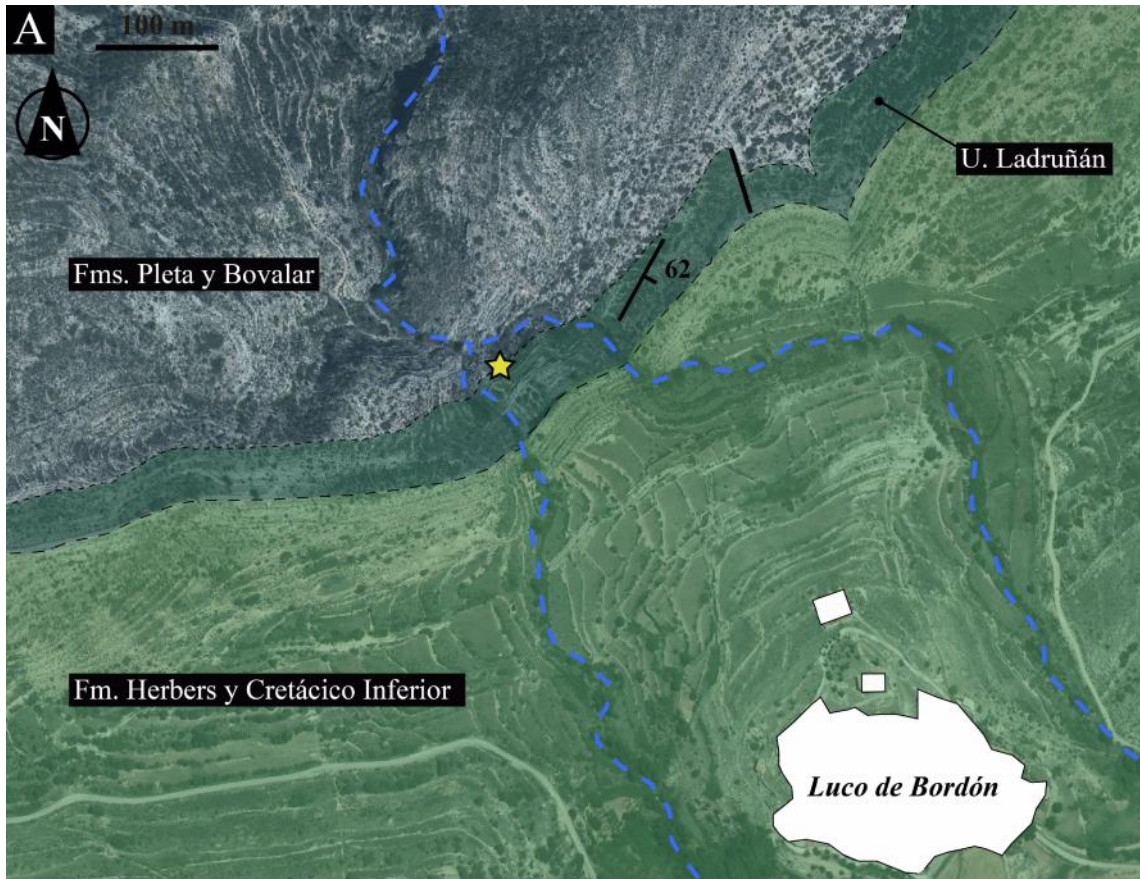 A
100 m
N
U. Ladruñán
Fms. Pleta y Bovalar
62
Fm. Herbers y Cretácico Inferior
Luco de Bordón